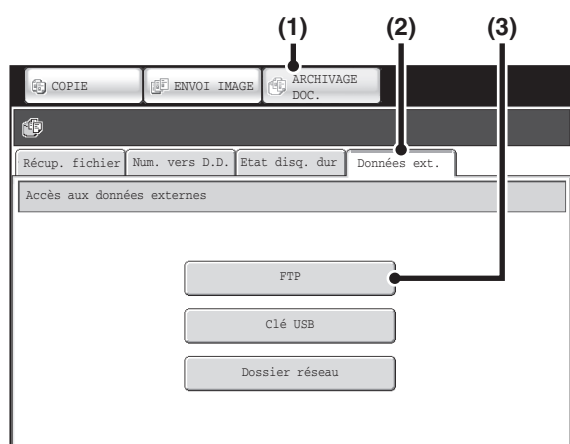 (1) (2) (3)
COPIE ENVOI IMAGE ARCHIVAGE
DOC.
Récup. fichier Num. vers D.D. Etat disq. dur Données ext.
Accès aux données externes
FTP
Clé USB
Dossier réseau